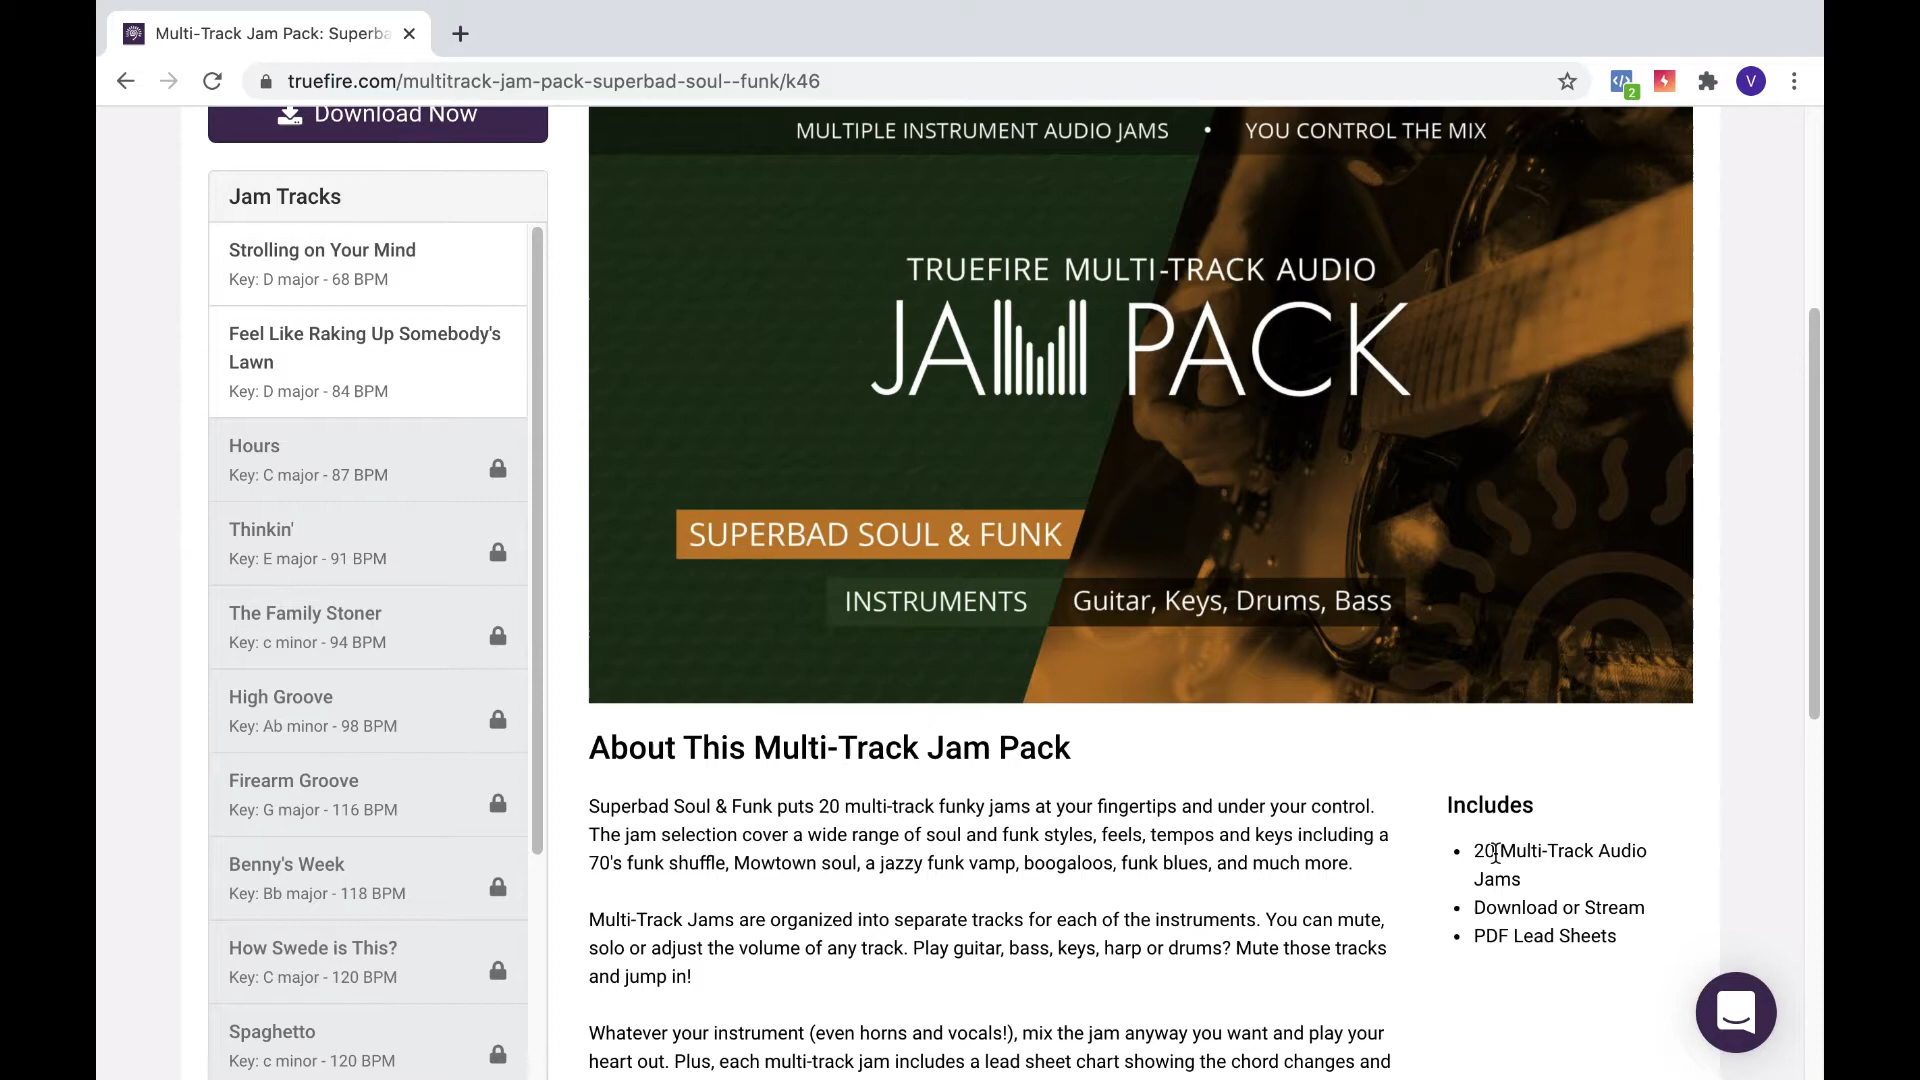 Multi-Track Jam Pack: Superba
truefire.com/multitrack-jam-pack-superbad-soul--funk/k46
2
V
Download Now
Jam Tracks
Strolling on Your Mind
Key: D major - 68 BPM
Feel Like Raking Up Somebody's
Lawn
Key: D major - 84 BPM
Hours
Key: C major - 87 BPM
Thinkin'
Key: E major - 91 BPM
The Family Stoner
Key: c minor - 94 BPM
High Groove
Key: Ab minor - 98 BPM
Firearm Groove
Key: G major - 116 BPM
Benny's Week
Key: Bb major - 118 BPM
How Swede is This?
Key: C major - 120 BPM
Spaghetto
Key: c minor - 120 BPM
MULTIPLE INSTRUMENT AUDIO JAMS • YOU CONTROL THE MIX
TRUEFIRE MULTI-TRACK AUDIO
JAM PACK
SUPERBAD SOUL & FUNK
INSTRUMENTS Guitar, Keys, Drums, Bass
About This Multi-Track Jam Pack
Superbad Soul & Funk puts 20 multi-track funky jams at your fingertips and under your control.
The jam selection cover a wide range of soul and funk styles, feels, tempos and keys including a
70's funk shuffle, Mowtown soul, a jazzy funk vamp, boogaloos, funk blues, and much more.
Multi-Track Jams are organized into separate tracks for each of the instruments. You can mute,
solo or adjust the volume of any track. Play guitar, bass, keys, harp or drums? Mute those tracks
and jump in!
Whatever your instrument (even horns and vocals!), mix the jam anyway you want and play your
heart out. Plus, each multi-track jam includes a lead sheet chart showing the chord changes and
Includes
• 20 Multi-Track Audio
Jams
• Download or Stream
• PDF Lead Sheets